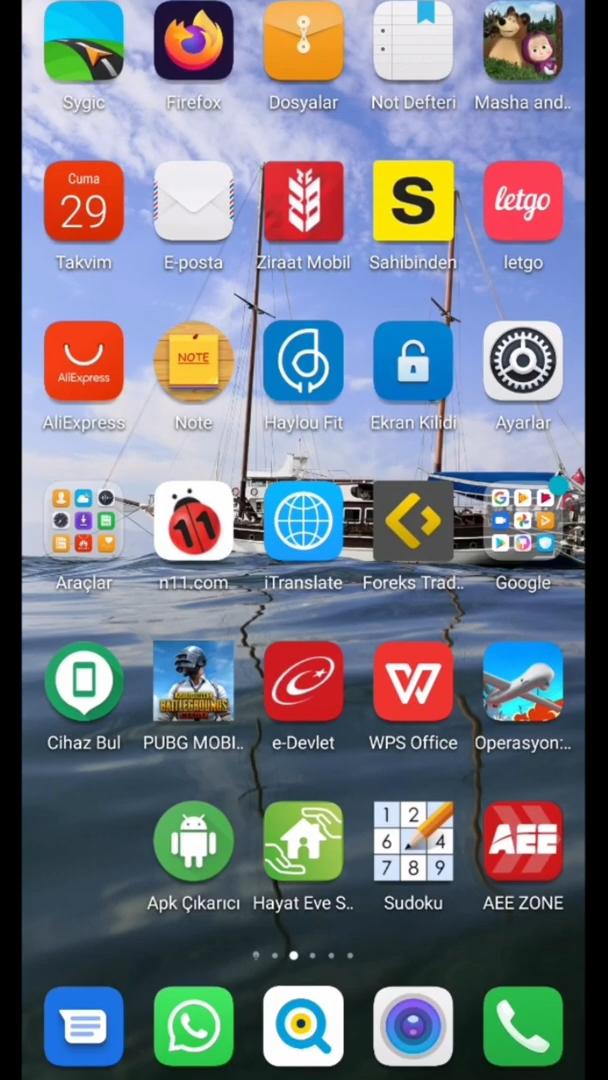 Sygic
Firefox
Dosyalar
Not Defteri
Masha and..
Cuma
29
Takvim
E-posta
Ziraat Mobil
S
Sahibinden
letgo
letgo
AliExpress
AliExpress
NOTE
Note
Haylou Fit
Ekran Kilidi
Ayarlar
Araçlar
11
n11.com
iTranslate
Foreks Trad..
Google
Cihaz Bul
BATTLEGROUNDS
PUBG MOBI..
e-Devlet
W
WPS Office
Operasyon:..
Apk Çıkarıcı
Hayat Eve S..
1 2
6 4
7 8 9
Sudoku
AEE
AEE ZONE